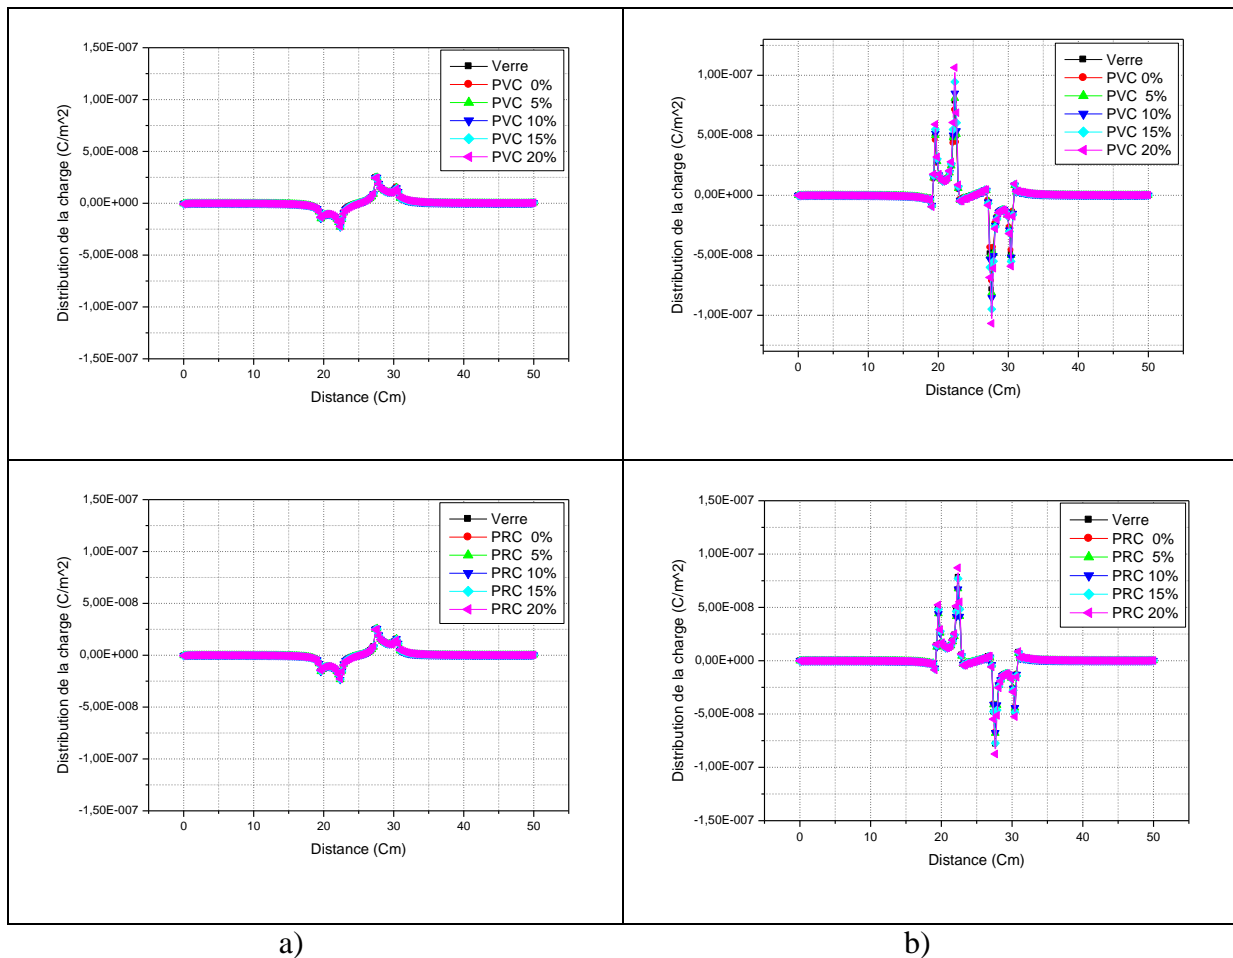 1,50E-007
1,00E-007
5,00E-008
0,00E+000
-5,00E-008
-1,00E-007
-1,50E-007
Distribution de la charge (C/m^2)
0 10 20 30 40 50
Distance (Cm)
Verre
PVC 0%
PVC 5%
PVC 10%
PVC 15%
PVC 20%
1,00E-007
5,00E-008
0,00E+000
-5,00E-008
-1,00E-007
Distribution de la charge (C/m^2)
0 10 20 30 40 50
Distance (Cm)
Verre
PVC 0%
PVC 5%
PVC 10%
PVC 15%
PVC 20%
1,50E-007
1,00E-007
5,00E-008
0,00E+000
-5,00E-008
-1,00E-007
-1,50E-007
Distribution de la charge (C/m^2)
0 10 20 30 40 50
Distance (Cm)
Verre
PRC 0%
PRC 5%
PRC 10%
PRC 15%
PRC 20%
1,50E-007
1,00E-007
5,00E-008
0,00E+000
-5,00E-008
-1,00E-007
-1,50E-007
Distribution de la charge (C/m^2)
0 10 20 30 40 50
Distance (Cm)
Verre
PRC 0%
PRC 5%
PRC 10%
PRC 15%
PRC 20%
a) b)